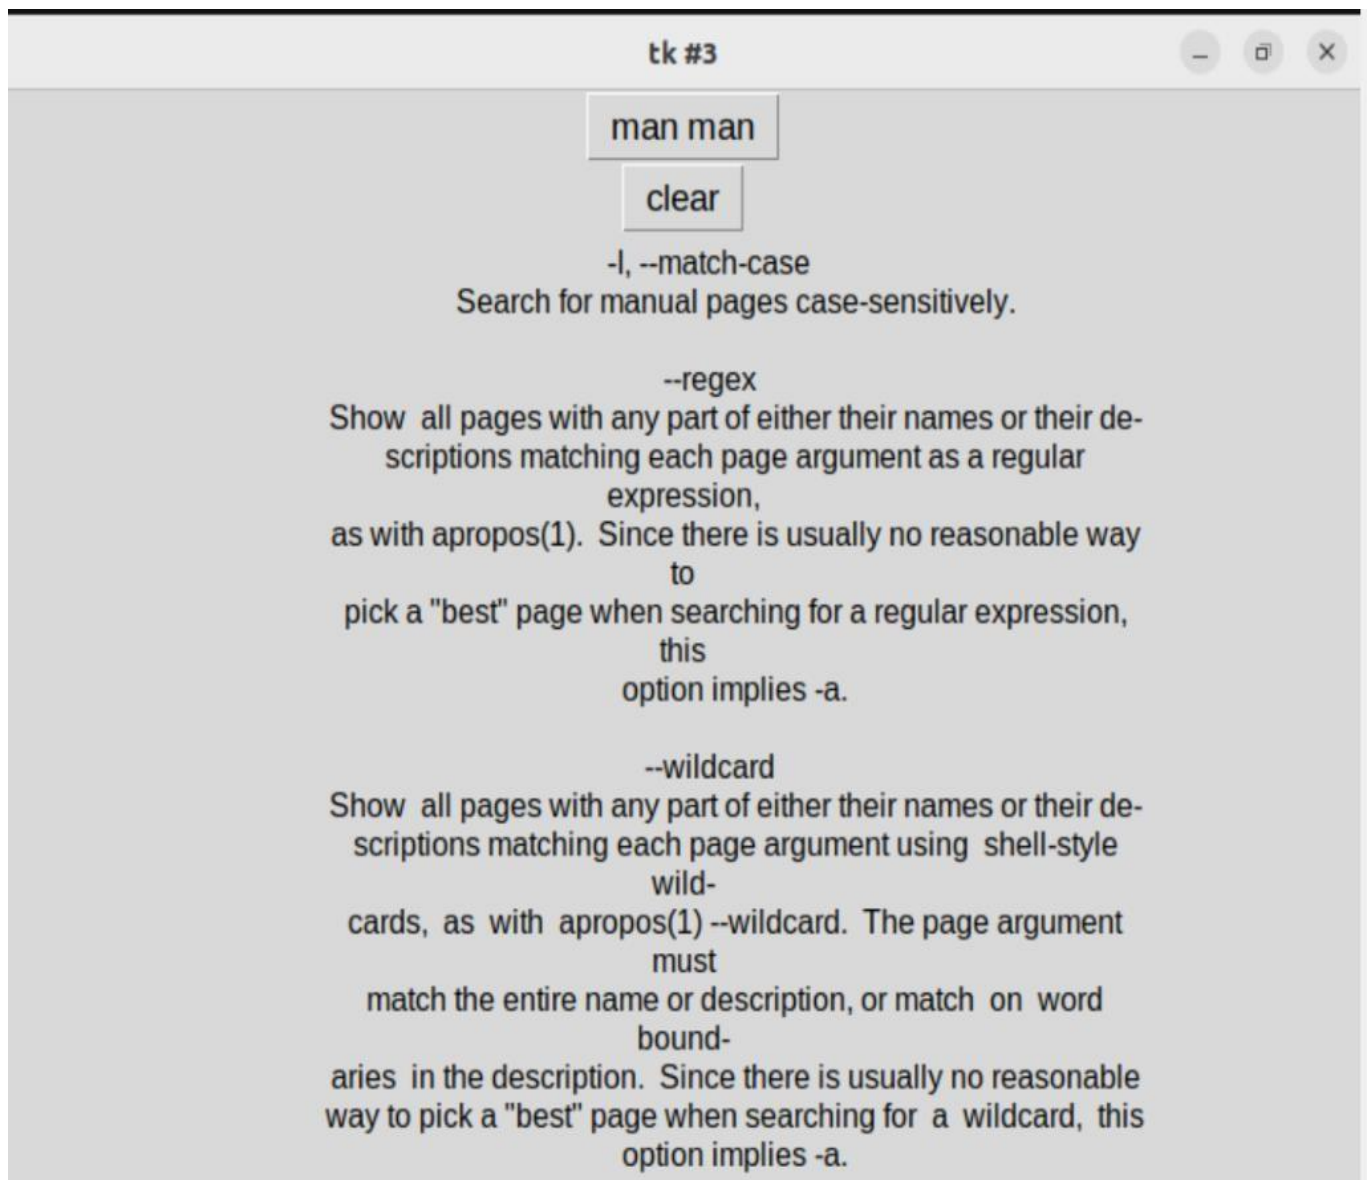 tk #3
man man
clear
-I, --match-case
Search for manual pages case-sensitively.
--regex
Show  all pages with any part of either their names or their de-
scriptions matching each page argument as a regular
expression,
as with apropos(1).  Since there is usually no reasonable way
to
pick a "best" page when searching for a regular expression,
this
option implies -a.
--wildcard
Show  all pages with any part of either their names or their de-
scriptions matching each page argument using  shell-style
wild-
cards,  as  with  apropos(1) --wildcard.  The page argument
must
match the entire name or description, or match  on  word
bound-
aries  in the description.  Since there is usually no reasonable
way to pick a "best" page when searching for  a  wildcard,  this
option implies -a.